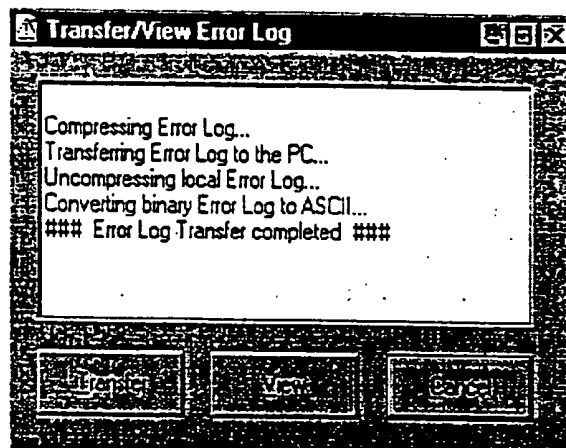 Transfer/View Error Log
Compressing Error Log...
Transferring Error Log to the PC...
Uncompressing local Error Log...
Converting binary Error Log to ASCII...
### Error Log Transfer completed ###
Transfer View Cancel